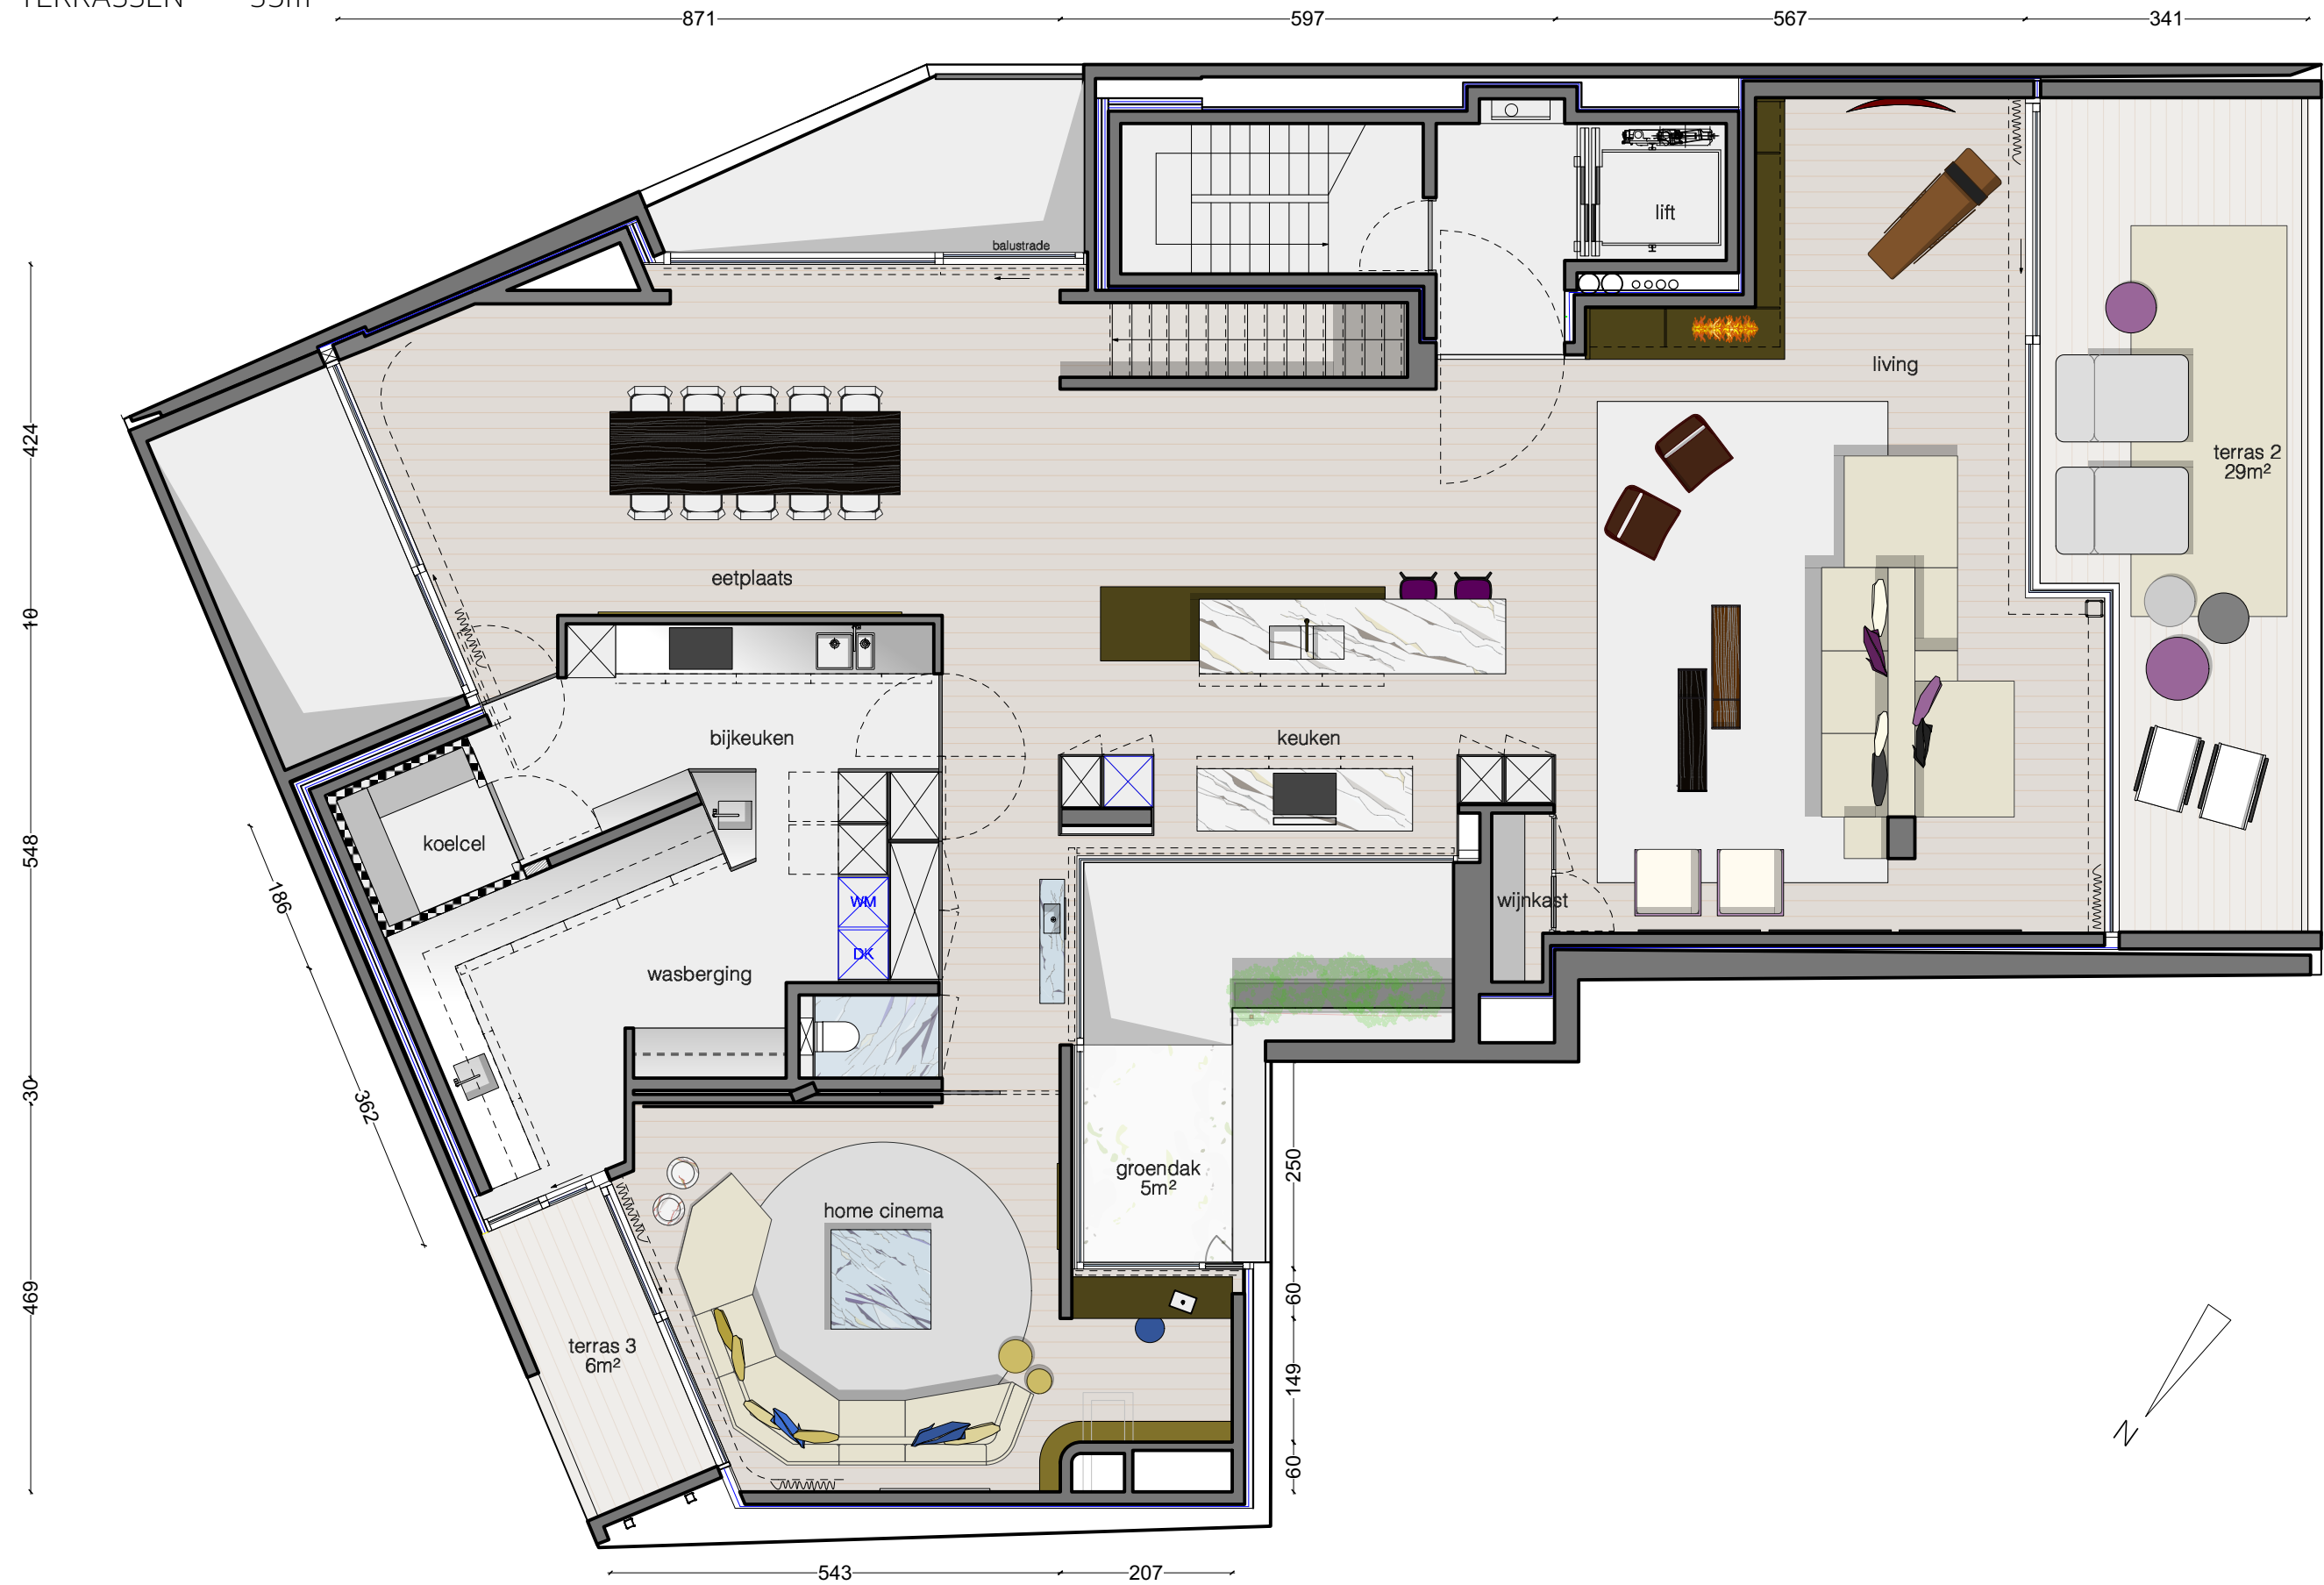 TERRASSEN 35m²
871 597 567 341
balustrade
lift
living
424
terras 2
29m²
eetplaats
10
bijkeuken
keuken
koelcel
548
186
WM
wijnkast
DK
wasberging
30
362
250
groendak
5m²
home cinema
469
60
terras 3
6m²
149
N
60
543 207